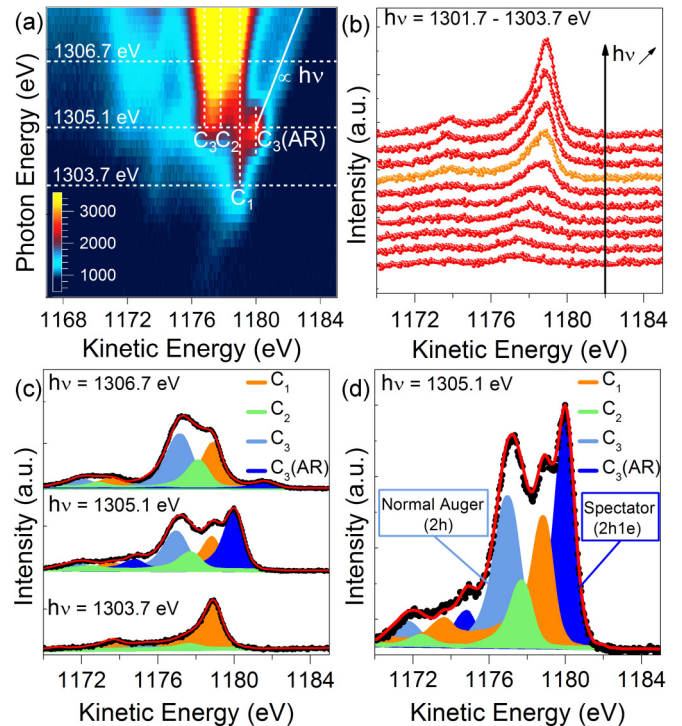 (a)
1306.7 eV
∝ hν
1305.1 eV
C₃ C₂ C₃(AR)
1303.7 eV
C₁
3000
2000
1000
Photon Energy (eV)
1168 1172 1176 1180 1184
Kinetic Energy (eV)
(b)
hν = 1301.7 - 1303.7 eV
hν
Intensity (a.u.)
1172 1176 1180 1184
Kinetic Energy (eV)
(c)
hν = 1306.7 eV
C₁
C₂
C₃
C₃(AR)
hν = 1305.1 eV
hν = 1303.7 eV
Intensity (a.u.)
1172 1176 1180 1184
Kinetic Energy (eV)
(d)
hν = 1305.1 eV
C₁
C₂
C₃
C₃(AR)
Normal Auger
(2h)
Spectator
(2h1e)
Intensity (a.u.)
1172 1176 1180 1184
Kinetic Energy (eV)